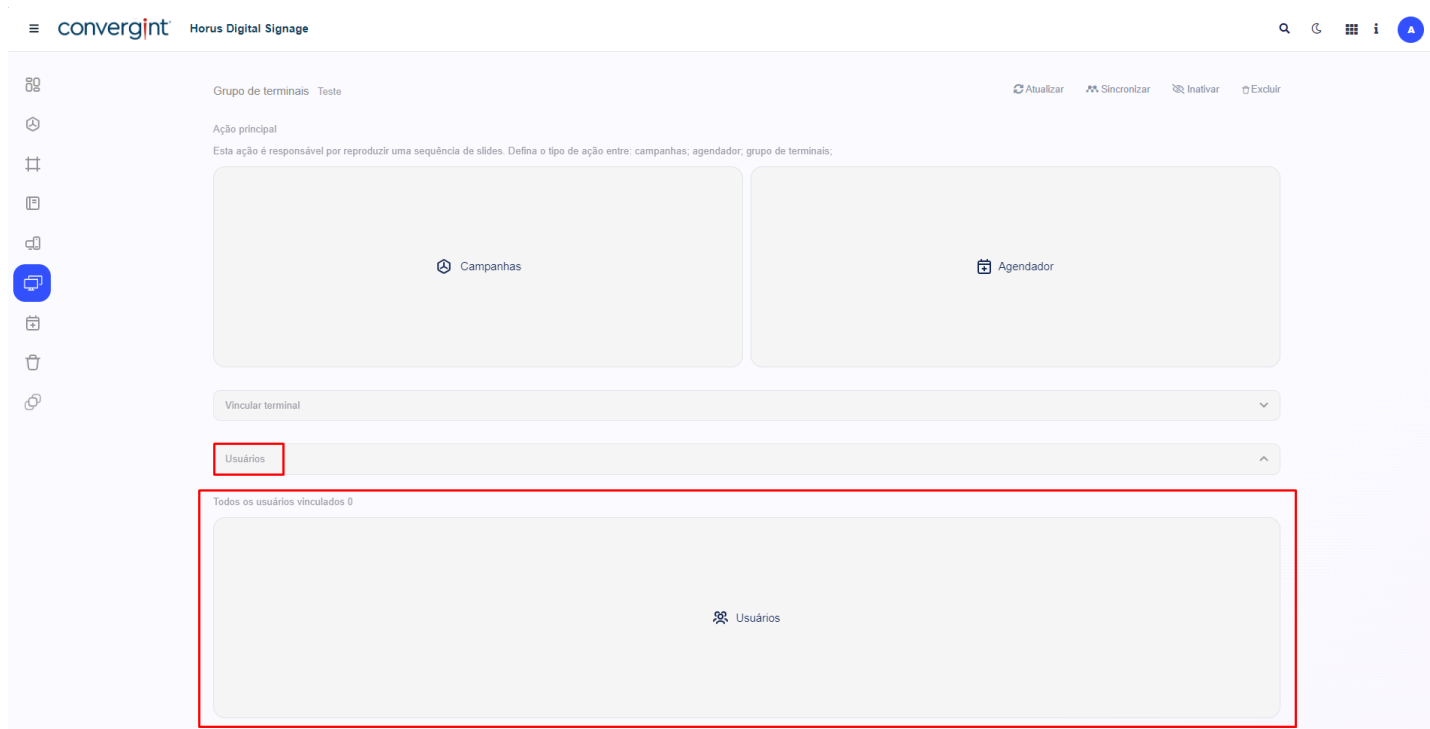 convergint Horus Digital Signage
A
Grupo de terminais Teste
Atualizar Sincronizar Inativar Excluir
Ação principal
Esta ação é responsável por reproduzir uma sequência de slides. Defina o tipo de ação entre: campanhas; agendador; grupo de terminais;
Campanhas
Agendador
Vincular terminal
Usuários
Todos os usuários vinculados 0
Usuários